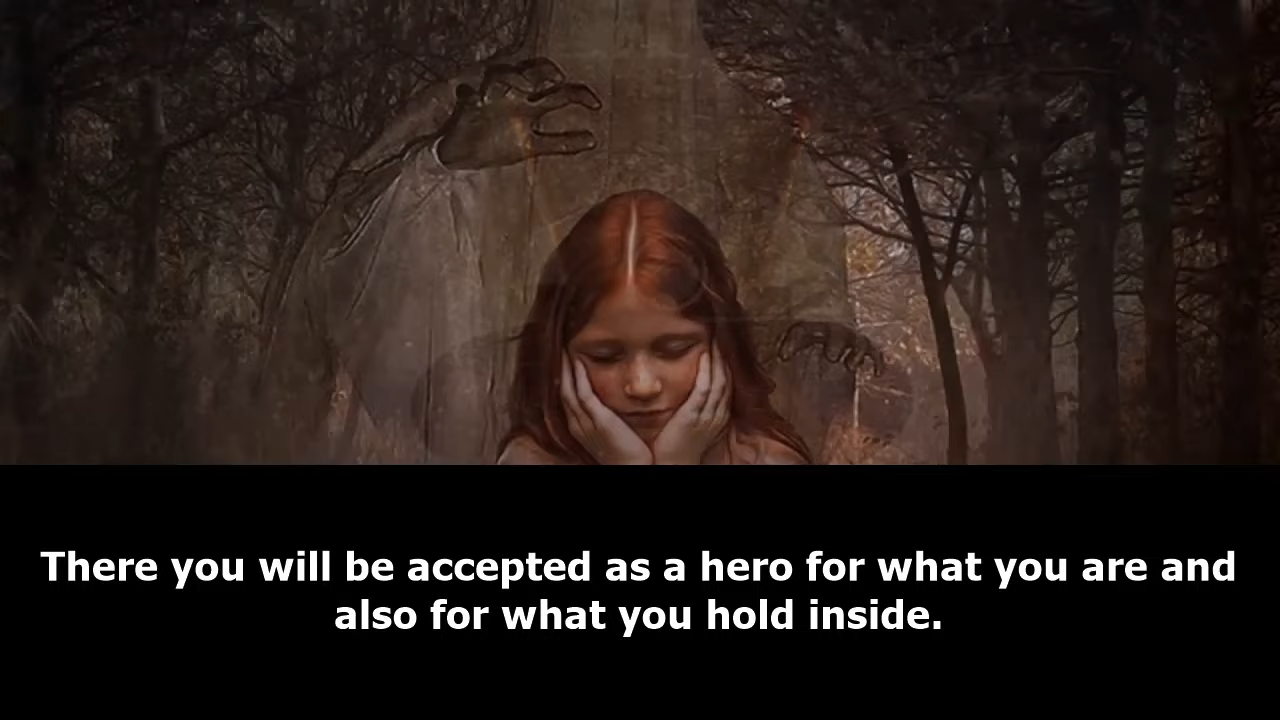 There you will be accepted as a hero for what you are and
also for what you hold inside.